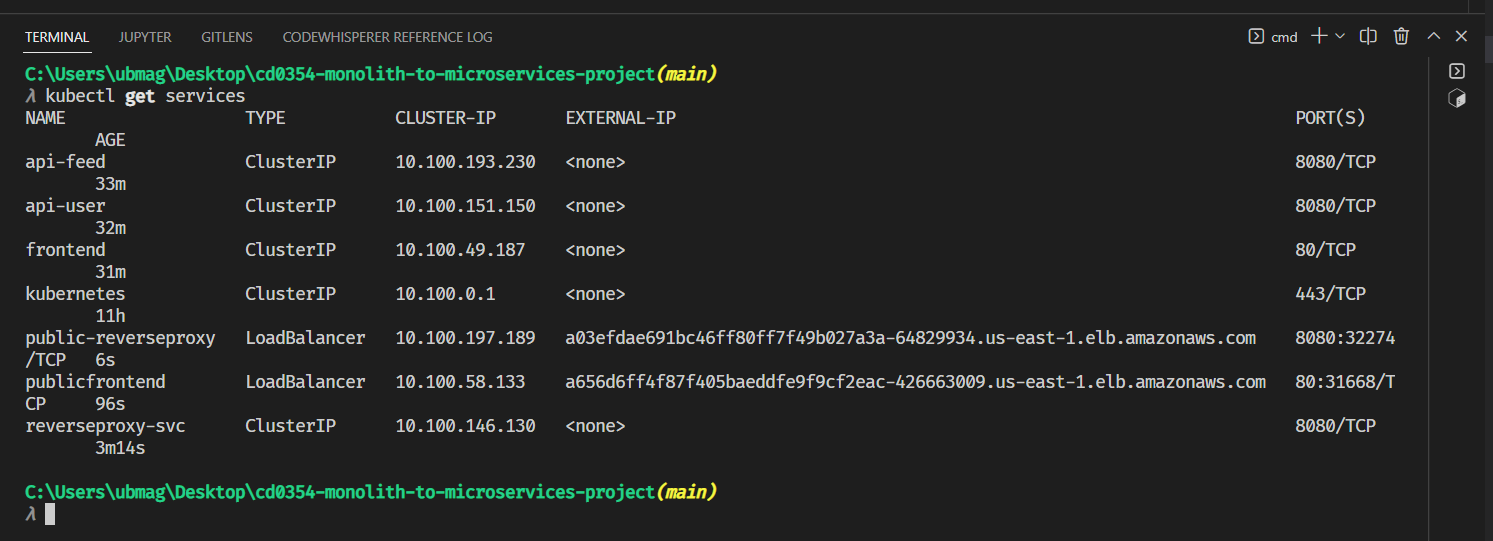 TERMINAL JUPYTER GITLENS CODEWHISPERER REFERENCE LOG cmd
C:\Users\ubmag\Desktop\cd0354-monolith-to-microservices-project(main)
λ kubectl get services
NAME TYPE CLUSTER-IP EXTERNAL-IP PORT(S)
AGE
api-feed ClusterIP 10.100.193.230 <none> 8080/TCP
33m
api-user ClusterIP 10.100.151.150 <none> 8080/TCP
32m
frontend ClusterIP 10.100.49.187 <none> 80/TCP
31m
kubernetes ClusterIP 10.100.0.1 <none> 443/TCP
11h
public-reverseproxy LoadBalancer 10.100.197.189 a03efdae691bc46ff80ff7f49b027a3a-64829934.us-east-1.elb.amazonaws.com 8080:32274
/TCP 6s
publicfrontend LoadBalancer 10.100.58.133 a656d6ff4f87f405baeddfe9f9cf2eac-426663009.us-east-1.elb.amazonaws.com 80:31668/T
CP 96s
reverseproxy-svc ClusterIP 10.100.146.130 <none> 8080/TCP
3m14s
C:\Users\ubmag\Desktop\cd0354-monolith-to-microservices-project(main)
λ